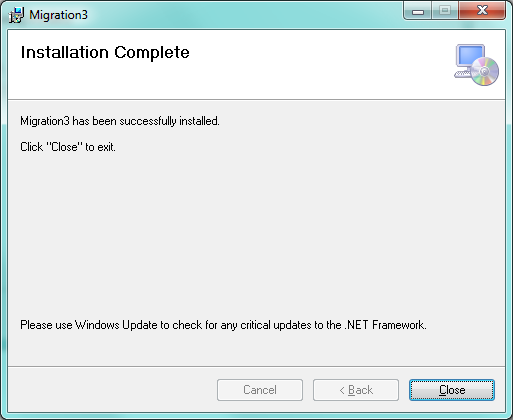 Migration3
Installation Complete
Migration3 has been successfully installed.
Click "Close" to exit.
Please use Windows Update to check for any critical updates to the .NET Framework.
Cancel
< Back
Close